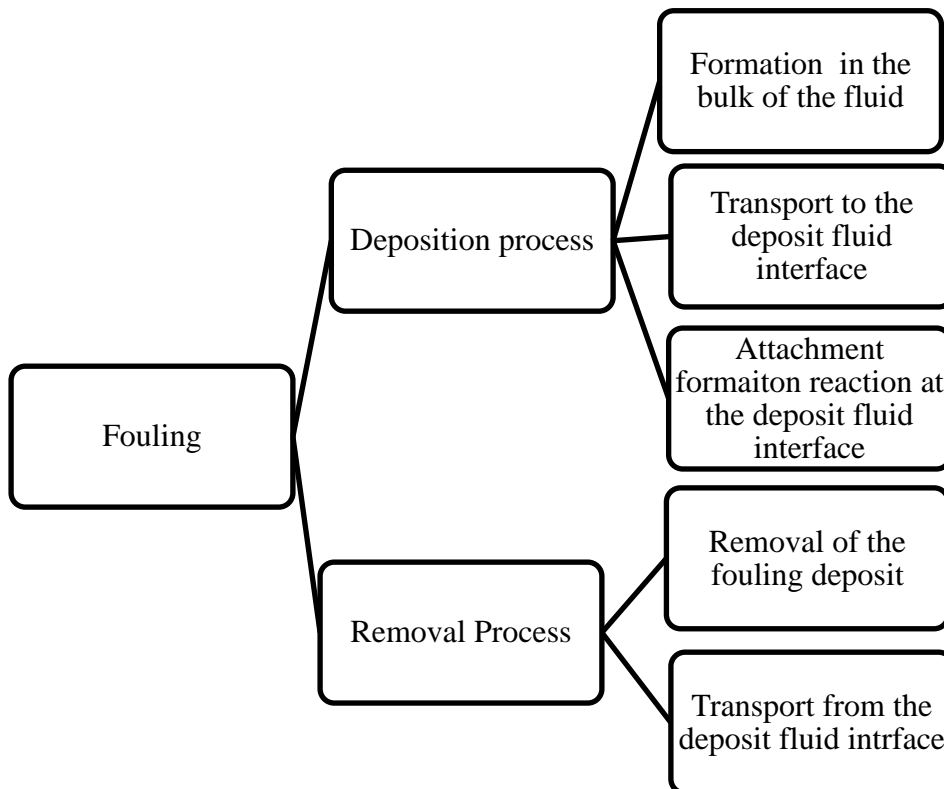 Formation in the
bulk of the fluid
Transport to the
deposit fluid
interface
Deposition process
Attachment
formaiton reaction at
the deposit fluid
interface
Fouling
Removal of the
fouling deposit
Removal Process
Transport from the
deposit fluid intrface